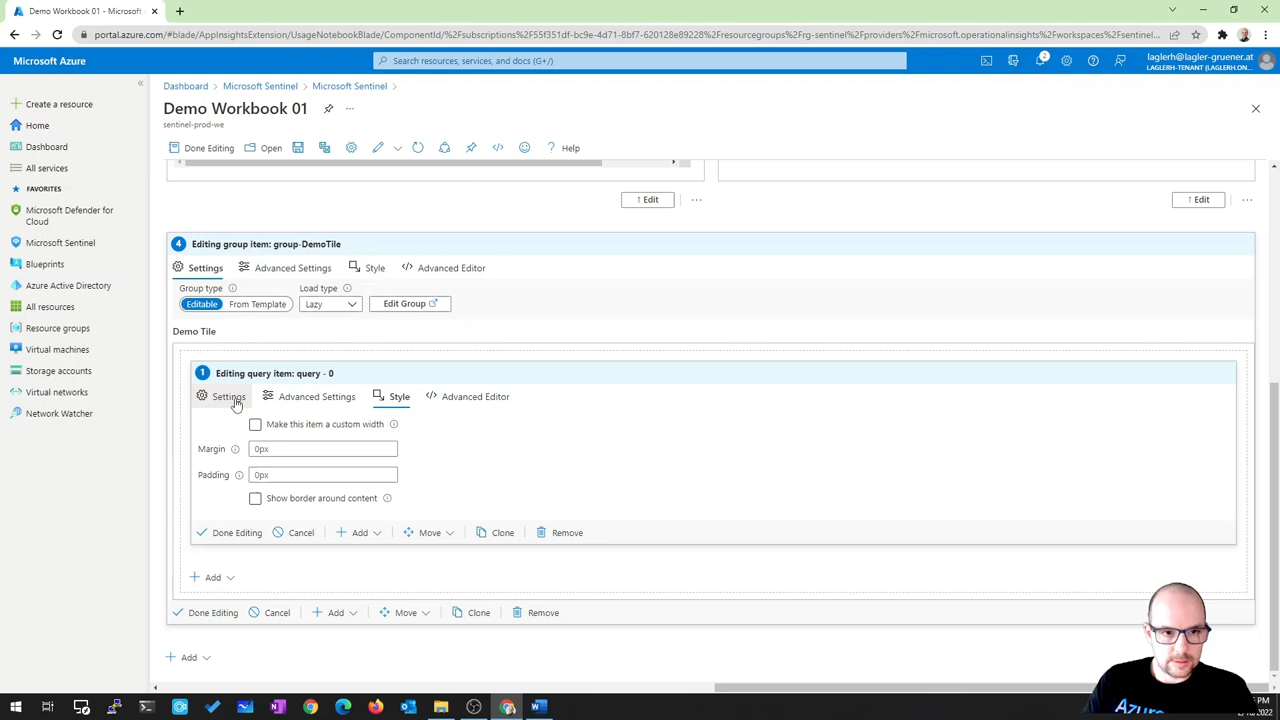 Demo Workbook 01 - Microsoft
portal.azure.com/#blade/AppInsightsExtension/UsageNotebookBlade/ComponentId/%2Fsubscriptions%2F55f351df-bc9e-4d71-8bf7-620128e89228%2Fresourcegroups%2Frg-sentinel%2Fproviders%2Fmicrosoft.operationalinsights%2Fworkspaces%2Fsentinel...
Microsoft Azure
Search resources, services, and docs (G+/)
2
laglerh@lagler-gruener.at
LAGLERH-TENANT (LAGLERH.ON...
Create a resource
Home
Dashboard
All services
FAVORITES
Microsoft Defender for
Cloud
Microsoft Sentinel
Blueprints
Azure Active Directory
All resources
Resource groups
Virtual machines
Storage accounts
Virtual networks
Network Watcher
Dashboard > Microsoft Sentinel > Microsoft Sentinel >
Demo Workbook 01
sentinel-prod-we
Done Editing Open Help
↑ Edit ...
↑ Edit ...
4 Editing group item: group-DemoTile
Settings Advanced Settings Style Advanced Editor
Group type Load type
Editable From Template Lazy Edit Group
Demo Tile
1 Editing query item: query - 0
Settings Advanced Settings Style Advanced Editor
Make this item a custom width
Margin 0px
Padding 0px
Show border around content
Done Editing Cancel Add Move Clone Remove
Add
Done Editing Cancel Add Move Clone Remove
Add
Azure